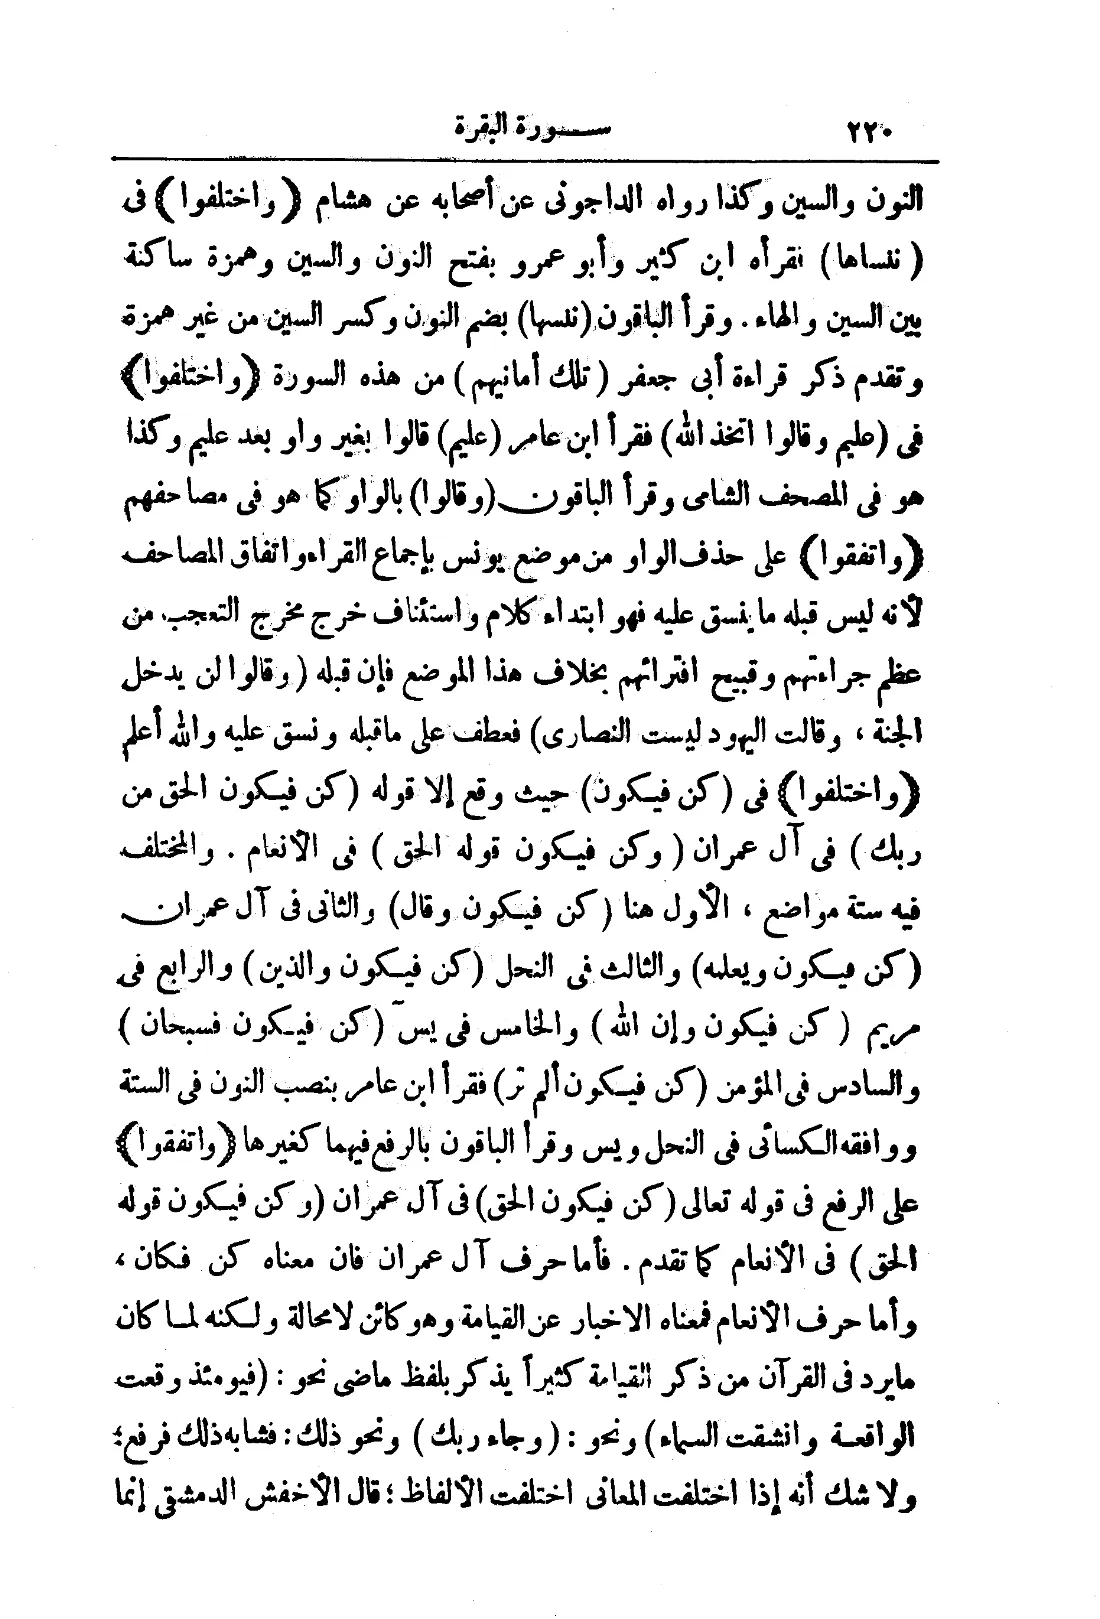 ٢٢٠ ســـورة البقرة
النون والسين وكذا رواه الداجونى عن أصحابه عن هشام ﴿واختلفوا﴾ فى
( ننساها ) فقرأه ابن كثير وأبو عمرو بفتح النون والسين وهمزة ساكنة
بين السين والهاء . وقرأ الباقون (ننسها) بضم النون وكسر السين من غير همزة
وتقدم ذكر قراءة أبى جعفر ( تلك أمانيهم ) من هذه السورة ﴿واختلفوا﴾
فى (عليم وقالوا اتخذ الله) فقرأ ابن عامر (عليم) قالوا بغير واو بعد عليم وكذا
هو فى المصحف الشامى وقرأ الباقون (وقالوا) بالواو كما هو فى مصاحفهم
﴿واتفقوا﴾ على حذف الواو من موضع يونس بإجماع القراء واتفاق المصاحف
لأنه ليس قبله ماينسق عليه فهو ابتداء كلام واستئناف خرج مخرج التعجب من
عظم جراءتهم وقبيح افترائهم بخلاف هذا الموضع فإن قبله ( وقالوا لن يدخل
الجنة ، وقالت اليهود ليست النصارى) فعطف على ماقبله ونسق عليه والله أعلم
﴿واختلفوا﴾ فى (كن فيكون) حيث وقع إلا قوله (كن فيكون الحق من
ربك ) فى آل عمران ( وكن فيكون قوله الحق ) فى الأنعام . والمختلف
فيه ستة مواضع ، الأول هنا (كن فيكون وقال) والثانى فى آل عمران
(كن فيكون ويعلمه) والثالث فى النحل (كن فيكون والذين) والرابع فى
مريم ( كن فيكون وإن الله ) والخامس فى يسۤ (كن فيكون فسبحان )
والسادس فى المؤمن (كن فيكون ألم تر) فقرأ ابن عامر بنصب النون فى الستة
ووافقه الكسائى فى النحل ويس وقرأ الباقون بالرفع فيهما كغيرها ﴿واتفقوا﴾
على الرفع فى قوله تعالى (كن فيكون الحق) فى آل عمران (وكن فيكون قوله
الحق ) فى الأنعام كما تقدم . فأما حرف آل عمران فان معناه كن فكان ،
وأما حرف الأنعام فمعناه الاخبار عن القيامة وهو كائن لامحالة ولكنه لما كان
مايرد فى القرآن من ذكر القيامة كثيراً يذكر بلفظ ماضى نحو : (فيومئذ وقعت
الواقعة وانشقت السماء) ونحو : ( وجاء ربك ) ونحو ذلك : فشابه ذلك فرفع؛
ولا شك أنه إذا اختلفت المعانى اختلفت الألفاظ ؛ قال الأخفش الدمشقى إنما